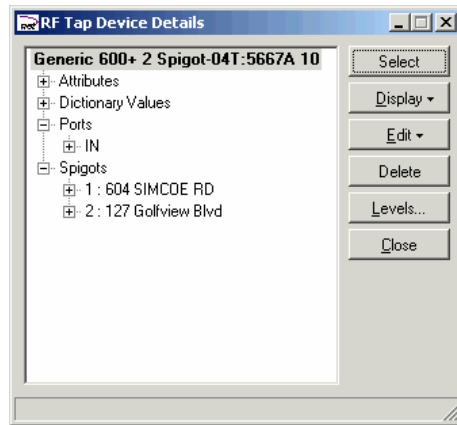 RF Tap Device Details
Generic 600+ 2 Spigot-04T:5667A 10
Attributes
Dictionary Values
Ports
IN
Spigots
1 : 604 SIMCOE RD
2 : 127 Golfview Blvd
Select
Display
Edit
Delete
Levels...
Close